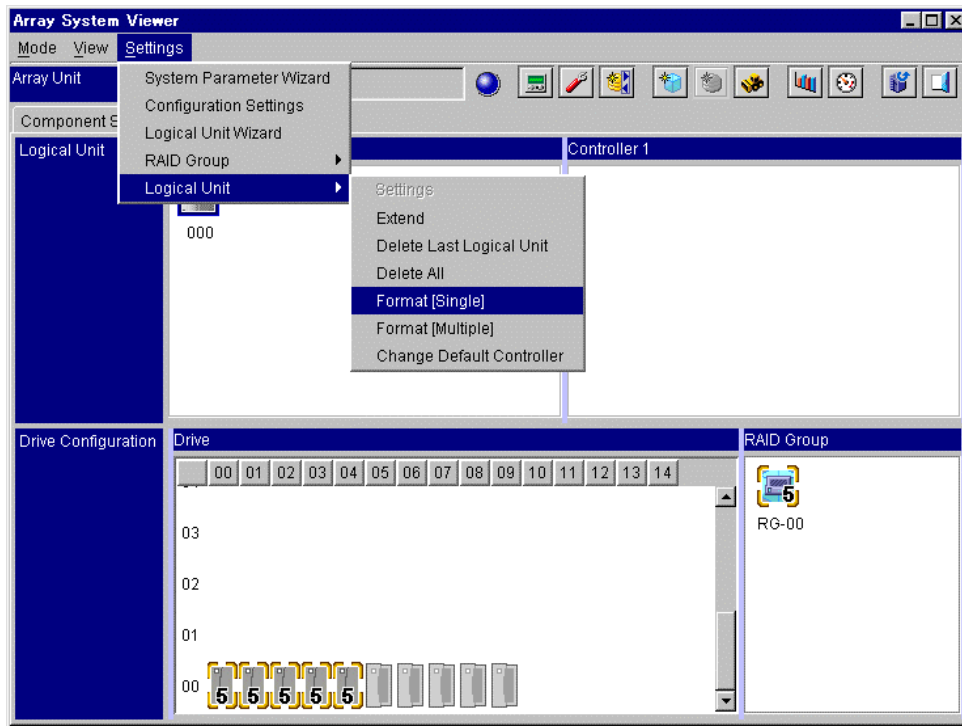 Array System Viewer
Mode View Settings
Array Unit
System Parameter Wizard
Configuration Settings
Logical Unit Wizard
RAID Group
Logical Unit
Component S
Logical Unit
Controller 1
000
Settings
Extend
Delete Last Logical Unit
Delete All
Format [Single]
Format [Multiple]
Change Default Controller
Drive Configuration
Drive
RAID Group
00 01 02 03 04 05 06 07 08 09 10 11 12 13 14
03
02
01
00
5 5 5 5 5
5
RG-00